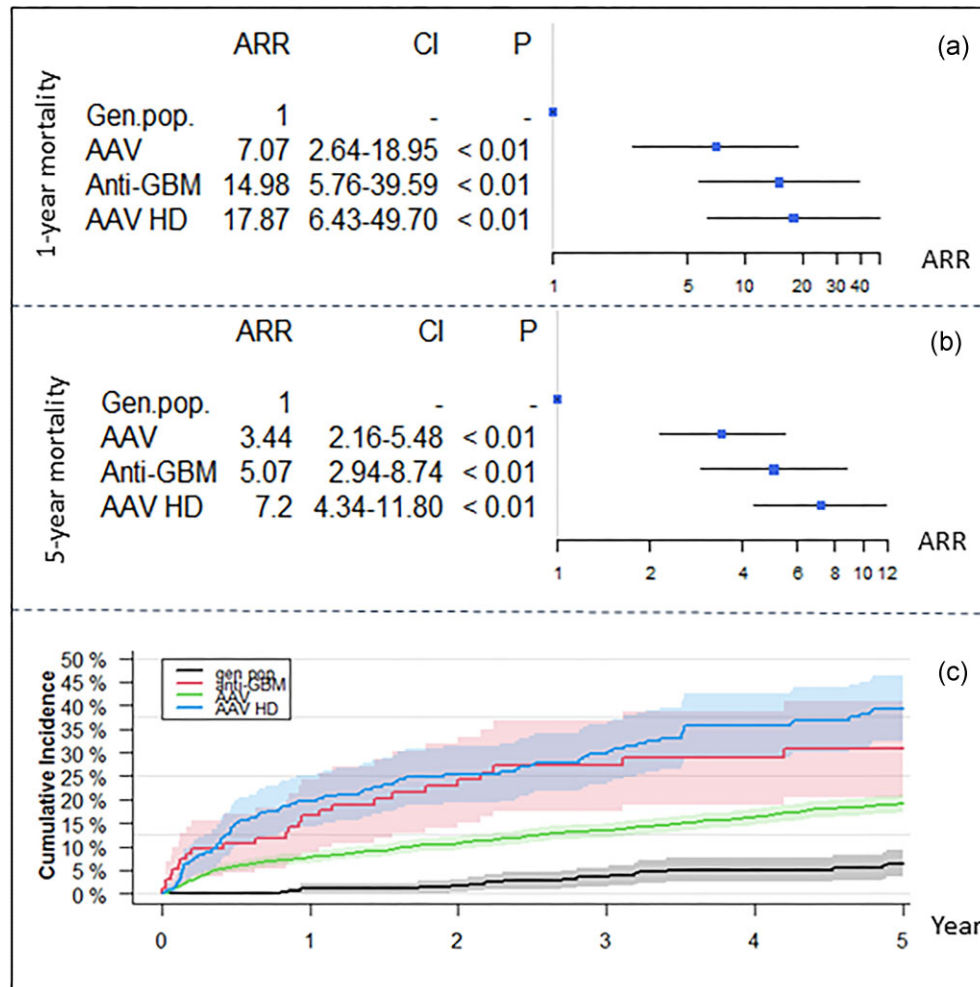 (a)
1-year mortality
ARR CI P
Gen.pop. 1 - -
AAV 7.07 2.64-18.95 < 0.01
Anti-GBM 14.98 5.76-39.59 < 0.01
AAV HD 17.87 6.43-49.70 < 0.01
1 5 10 20 30 40
ARR
(b)
5-year mortality
ARR CI P
Gen.pop. 1 - -
AAV 3.44 2.16-5.48 < 0.01
Anti-GBM 5.07 2.94-8.74 < 0.01
AAV HD 7.2 4.34-11.80 < 0.01
1 2 4 6 8 10 12
ARR
(c)
Cumulative Incidence
50 %
45 %
40 %
35 %
30 %
25 %
20 %
15 %
10 %
5 %
0 %
gen pop
anti-GBM
AAV
AAV HD
0 1 2 3 4 5
Year